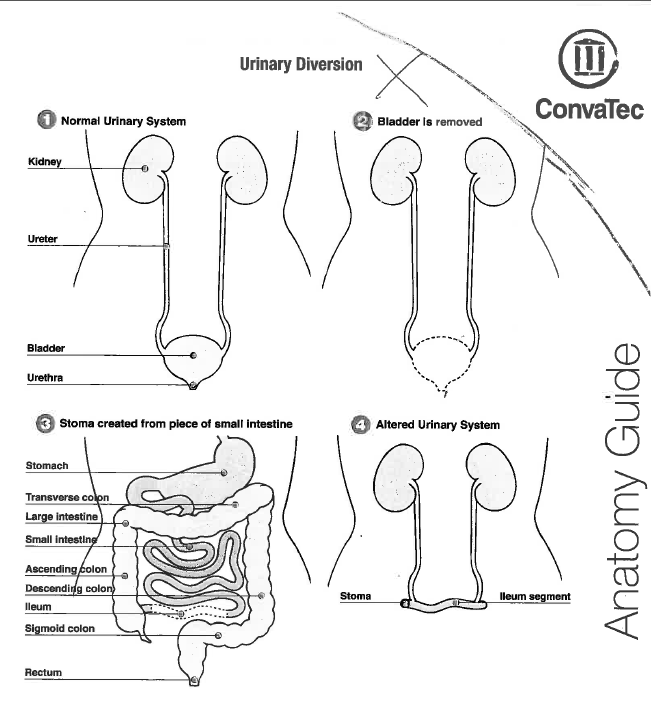 Urinary Diversion
ConvaTec
1 Normal Urinary System
2 Bladder is removed
Kidney
Ureter
Bladder
Urethra
3 Stoma created from piece of small intestine
4 Altered Urinary System
Stomach
Transverse colon
Large intestine
Small intestine
Ascending colon
Descending colon
Ileum
Sigmoid colon
Rectum
Stoma
Ileum segment
Anatomy Guide